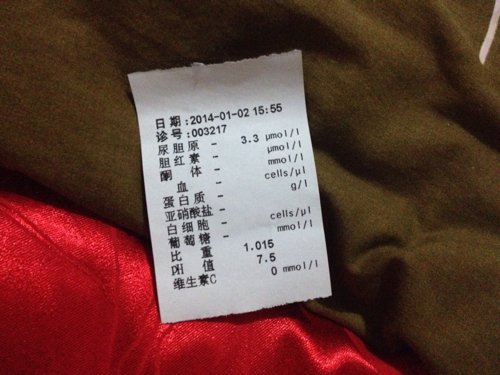 日期:2014-01-02 15:55
诊号:003217
尿胆原 - 3.3 µmol/l
胆红素 - µmol/l
酮体 - mmol/l
血 - cells/µl
蛋白质 - g/l
亚硝酸盐 -
白细胞 - cells/µl
葡萄糖 - mmol/l
比重 1.015
PH值 7.5
维生素C 0 mmol/l